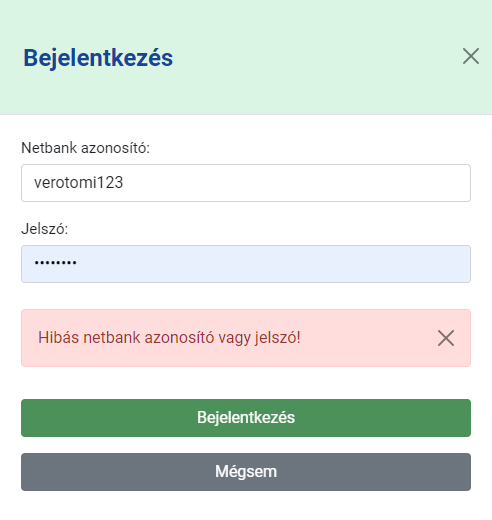 Bejelentkezés
Netbank azonosító:
verotomi123
Jelszó:
••••••••
Hibás netbank azonosító vagy jelszó!
Bejelentkezés
Mégsem